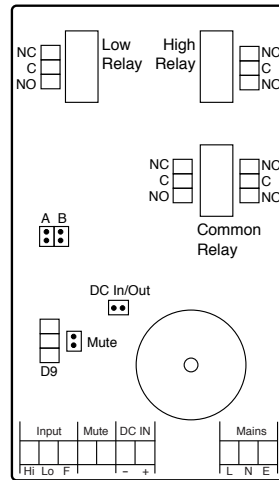 NC
C
NO
Low
Relay
High
Relay
NC
C
NO
NC
C
NO
NC
C
NO
Common
Relay
A B
DC In/Out
Mute
D9
Input Mute DC IN Mains
Hi Lo F − + L N E